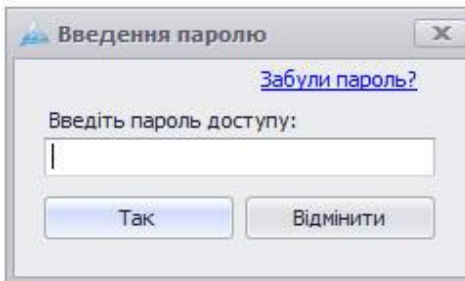 Введення паролю
Забули пароль?
Введіть пароль доступу:
Так
Відмінити